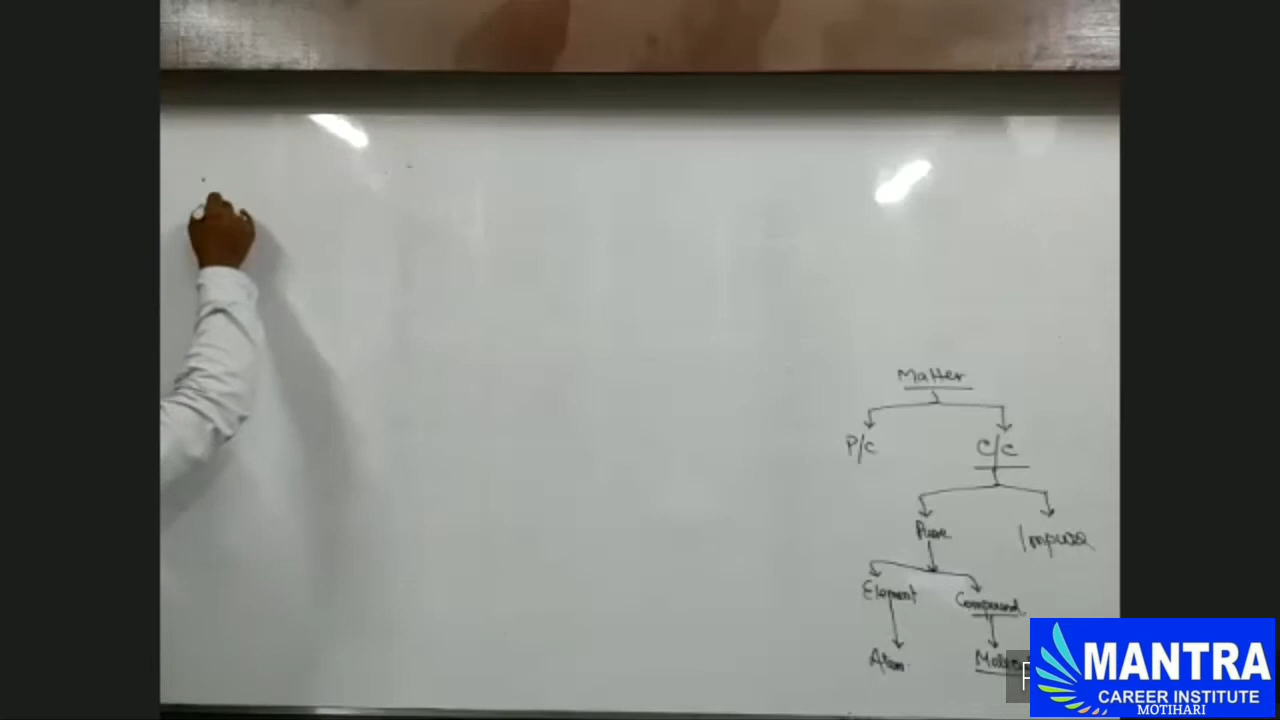 Matter
P/C C/C
Pure Impure
Element Compound
Atom
MANTRA
CAREER INSTITUTE
MOTIHARI